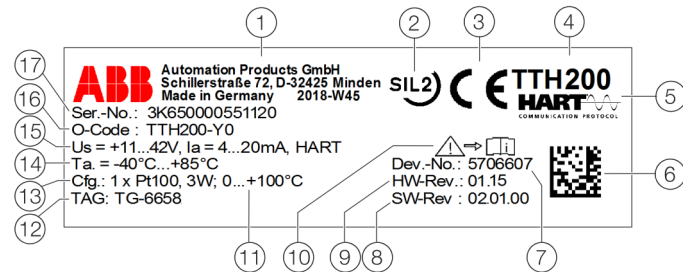 1
2
3
4
17
16
15
14
13
12
ABB
Automation Products GmbH
Schillerstraße 72, D-32425 Minden
Made in Germany 2018-W45
SIL2
CE
TTH200
HART
COMMUNICATION PROTOCOL
5
Ser.-No.: 3K650000551120
O-Code : TTH200-Y0
Us = +11...42V, Ia = 4...20mA, HART
Ta. = -40°C...+85°C
Cfg.: 1 x Pt100, 3W; 0...+100°C
TAG: TG-6658
i
Dev.-No.: 5706607
HW-Rev.: 01.15
SW-Rev : 02.01.00
6
11
10
9
8
7